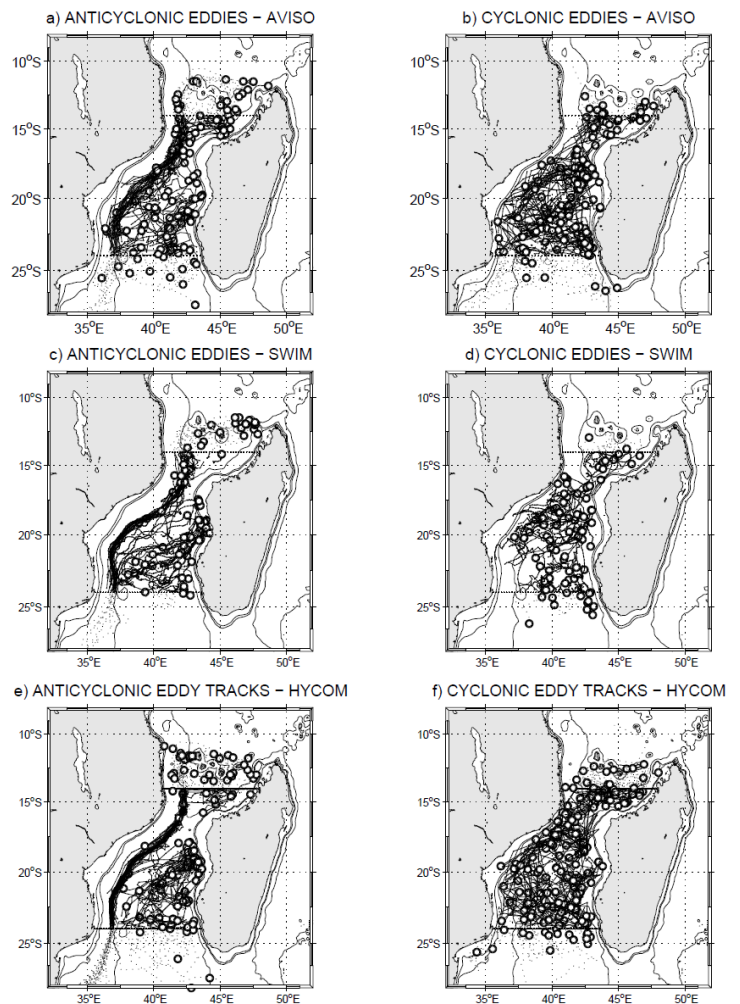 a) ANTICYCLONIC EDDIES − AVISO
b) CYCLONIC EDDIES − AVISO
10°S
10°S
15°S
15°S
20°S
20°S
25°S
25°S
35°E 40°E 45°E 50°E
35°E 40°E 45°E 50°E
c) ANTICYCLONIC EDDIES − SWIM
d) CYCLONIC EDDIES − SWIM
10°S
10°S
15°S
15°S
20°S
20°S
25°S
25°S
35°E 40°E 45°E 50°E
35°E 40°E 45°E 50°E
e) ANTICYCLONIC EDDY TRACKS − HYCOM
f) CYCLONIC EDDY TRACKS − HYCOM
10°S
10°S
15°S
15°S
20°S
20°S
25°S
25°S
35°E 40°E 45°E 50°E
35°E 40°E 45°E 50°E